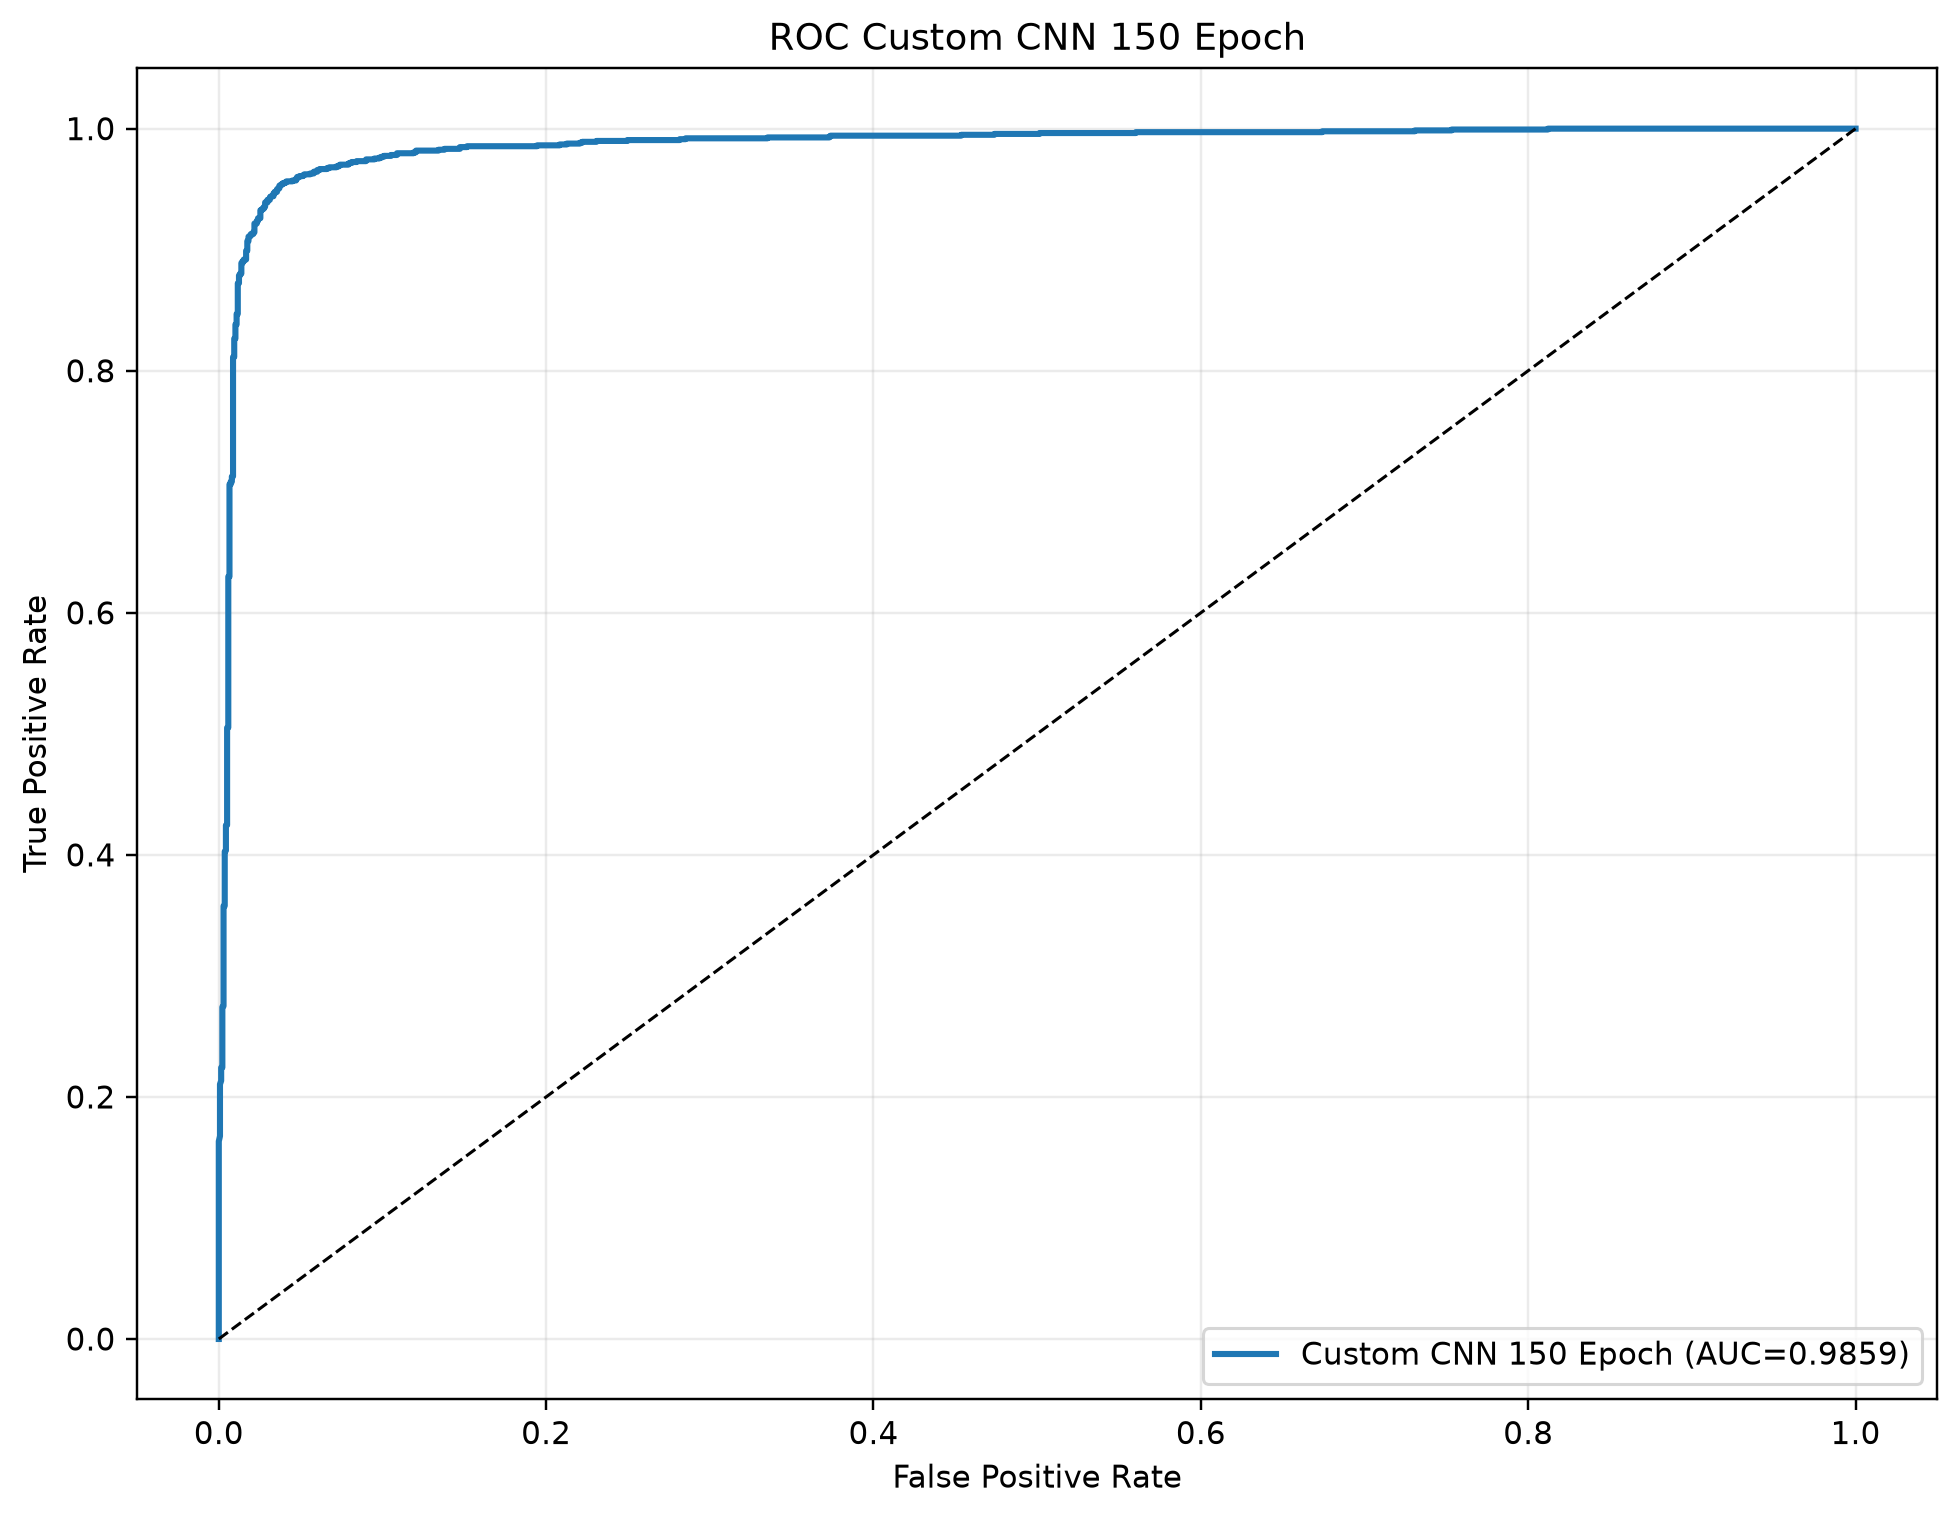 ROC Custom CNN 150 Epoch
True Positive Rate
1.0
0.8
0.6
0.4
0.2
0.0
Custom CNN 150 Epoch (AUC=0.9859)
0.0 0.2 0.4 0.6 0.8 1.0
False Positive Rate